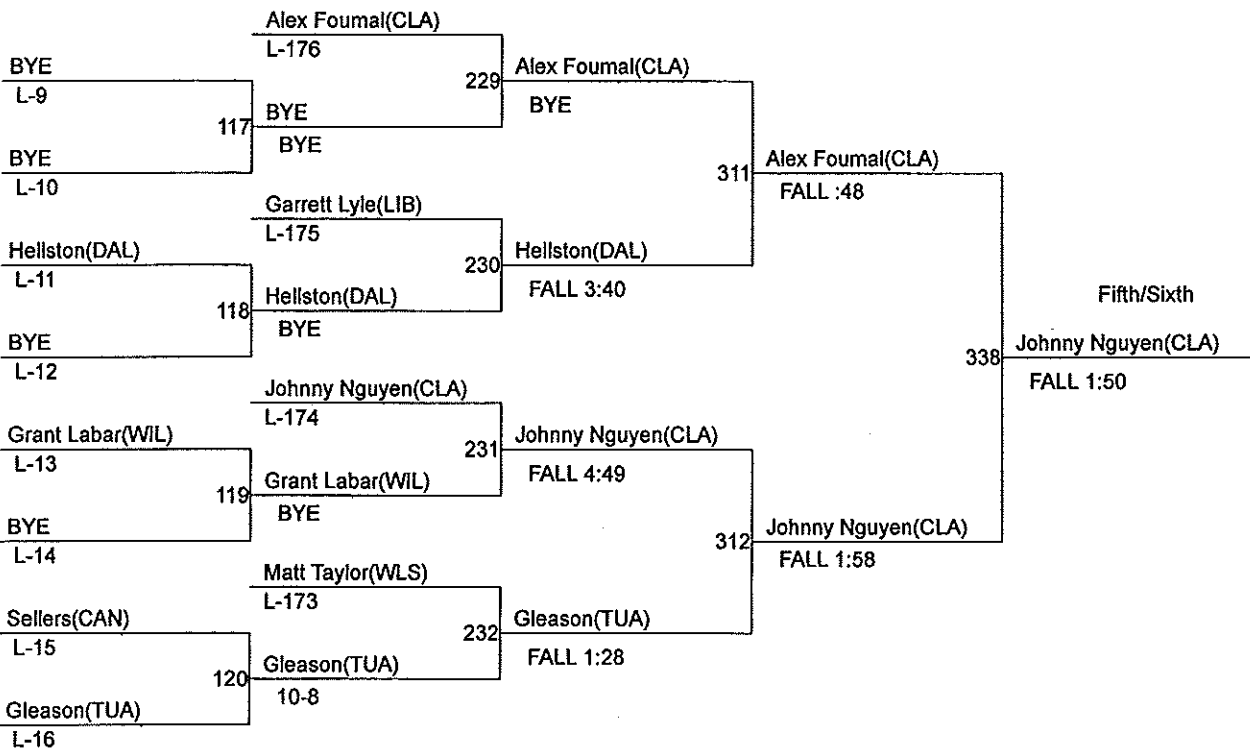 BYE
L-9
BYE
L-10
Hellston(DAL)
L-11
BYE
L-12
Grant Labar(WIL)
L-13
BYE
L-14
Sellers(CAN)
L-15
Gleason(TUA)
L-16
Alex Foumal(CLA)
L-176
117
BYE
BYE
Garrett Lyle(LIB)
L-175
118
Hellston(DAL)
BYE
Johnny Nguyen(CLA)
L-174
119
Grant Labar(WIL)
BYE
Matt Taylor(WLS)
L-173
120
Gleason(TUA)
10-8
229
Alex Foumal(CLA)
BYE
230
Hellston(DAL)
FALL 3:40
231
Johnny Nguyen(CLA)
FALL 4:49
232
Gleason(TUA)
FALL 1:28
311
Alex Foumal(CLA)
FALL :48
312
Johnny Nguyen(CLA)
FALL 1:58
Fifth/Sixth
338
Johnny Nguyen(CLA)
FALL 1:50